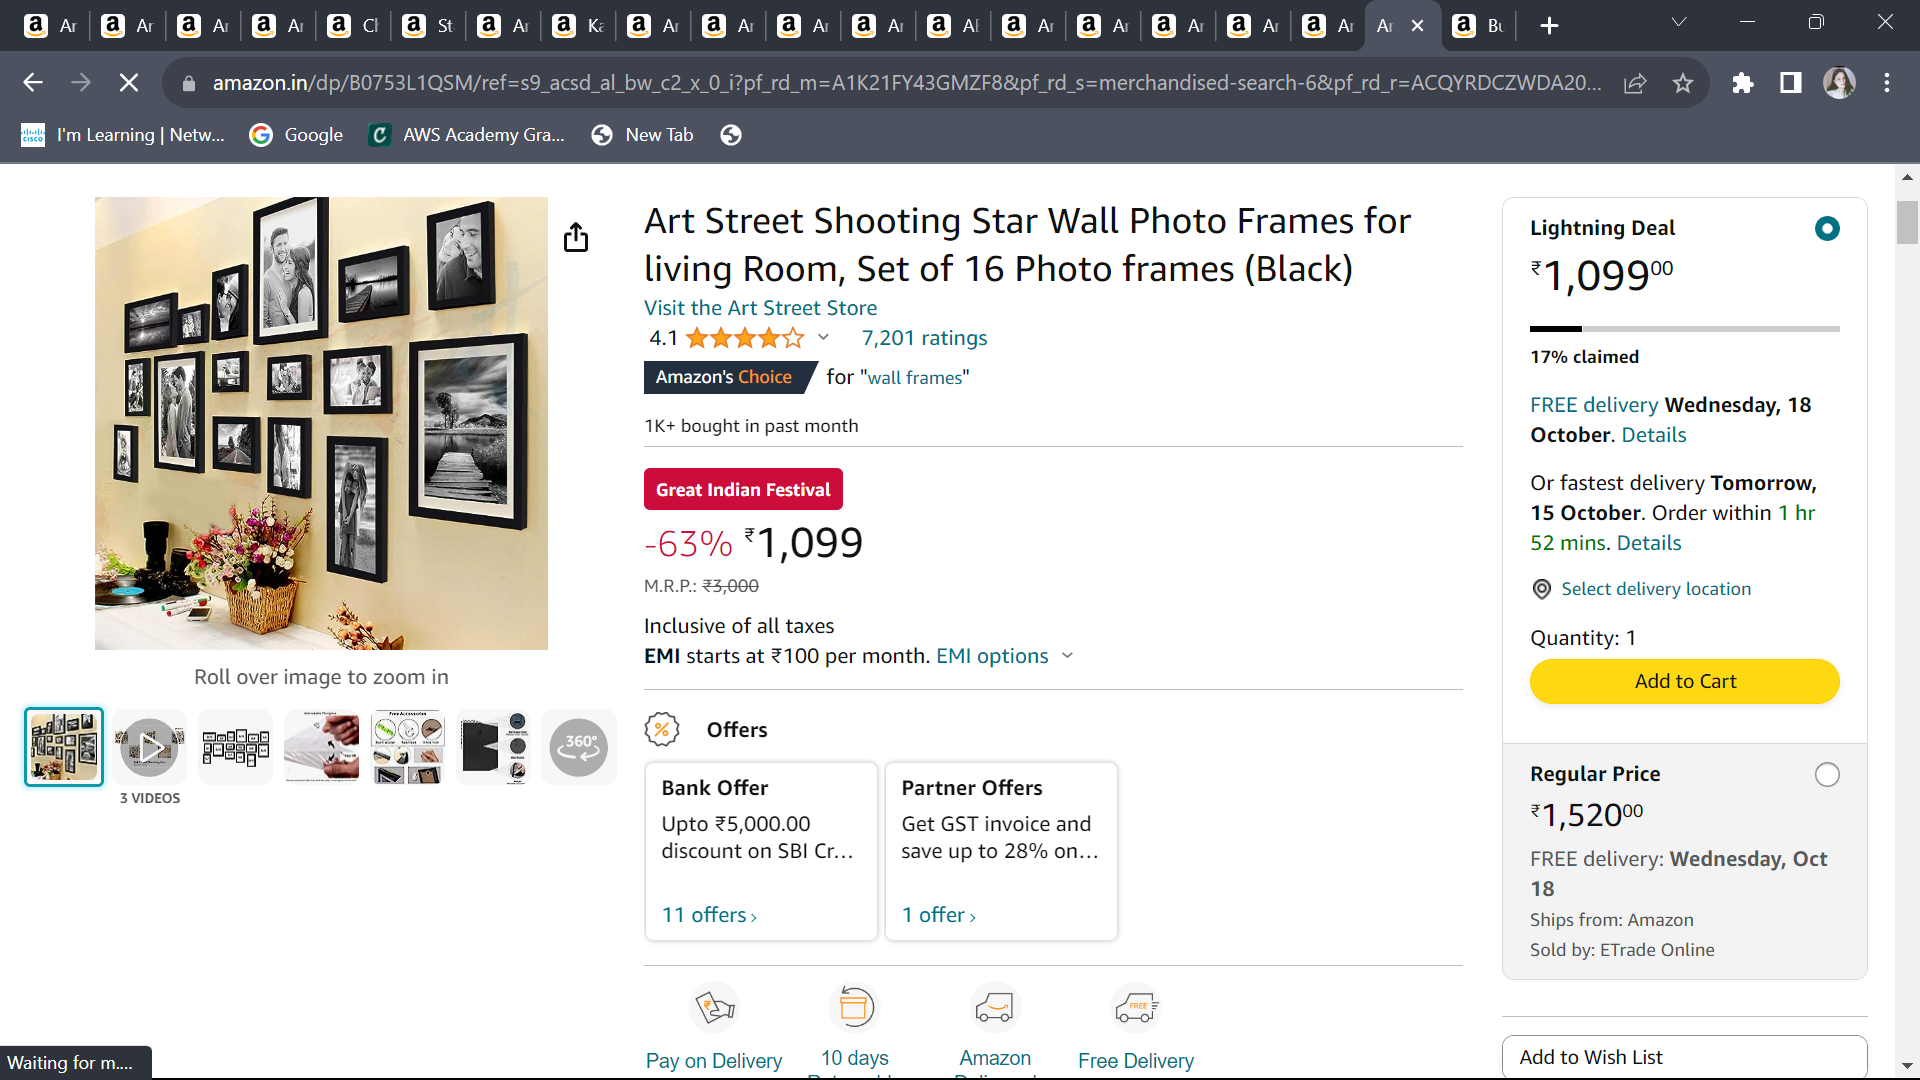 Ar
Ar
Ar
Ar
Ch
St
Ar
Ka
Ar
Ar
Ar
Ar
Al
Ar
Ar
Ar
Ar
Ar
Ar
Bu
amazon.in/dp/B0753L1QSM/ref=s9_acsd_al_bw_c2_x_0_i?pf_rd_m=A1K21FY43GMZF8&pf_rd_s=merchandised-search-6&pf_rd_r=ACQYRDCZWDA20...
I'm Learning | Netw...
Google
AWS Academy Gra...
New Tab
Art Street Shooting Star Wall Photo Frames for
living Room, Set of 16 Photo frames (Black)
Visit the Art Street Store
4.1
7,201 ratings
Amazon's Choice for "wall frames"
1K+ bought in past month
Great Indian Festival
-63% ₹1,099
M.R.P.: ₹3,000
Inclusive of all taxes
EMI starts at ₹100 per month. EMI options
Roll over image to zoom in
Free Accessories
360°
3 VIDEOS
Offers
Bank Offer
Upto ₹5,000.00
discount on SBI Cr...
11 offers ›
Partner Offers
Get GST invoice and
save up to 28% on...
1 offer ›
FREE
Pay on Delivery
10 days
Amazon
Free Delivery
Lightning Deal
₹1,09900
17% claimed
FREE delivery Wednesday, 18
October. Details
Or fastest delivery Tomorrow,
15 October. Order within 1 hr
52 mins. Details
Select delivery location
Quantity: 1
Add to Cart
Regular Price
₹1,52000
FREE delivery: Wednesday, Oct
18
Ships from: Amazon
Sold by: ETrade Online
Add to Wish List
Waiting for m....